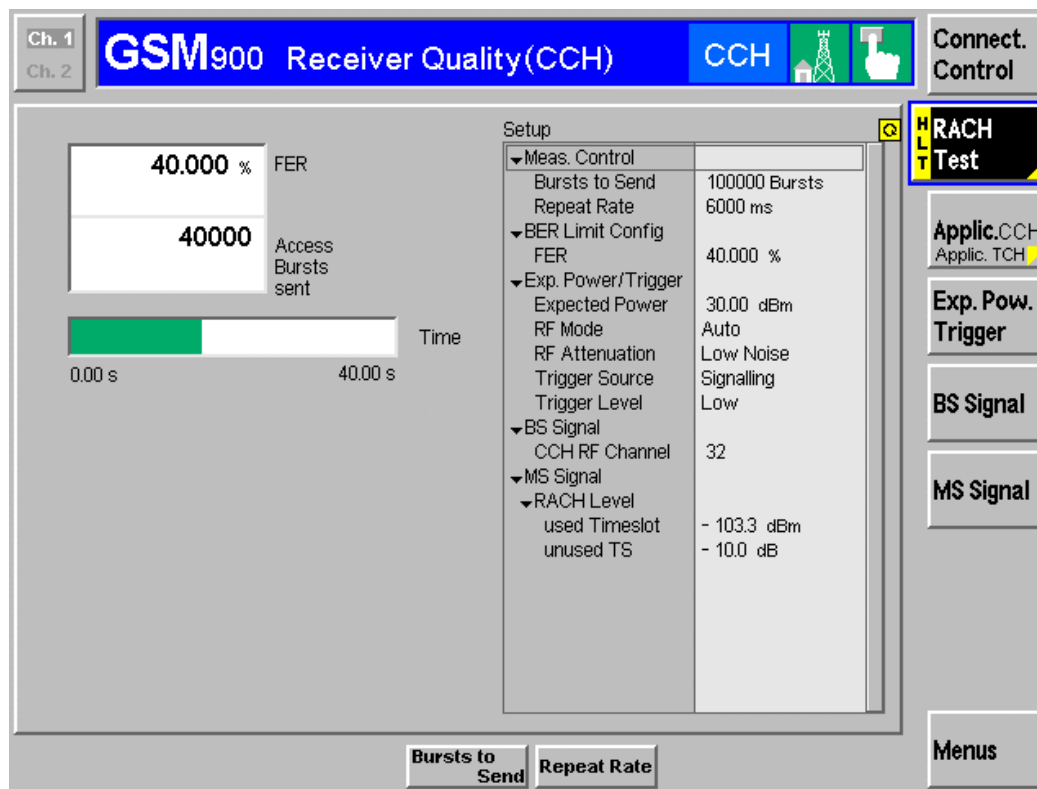 Ch. 1
Ch. 2
GSM900 Receiver Quality(CCH)
CCH
Connect.
Control
40.000 %
FER
40000
Access
Bursts
sent
Time
0.00 s
40.00 s
Setup
Meas. Control
Bursts to Send 100000 Bursts
Repeat Rate 6000 ms
BER Limit Config
FER 40.000 %
Exp. Power/Trigger
Expected Power 30.00 dBm
RF Mode Auto
RF Attenuation Low Noise
Trigger Source Signalling
Trigger Level Low
BS Signal
CCH RF Channel 32
MS Signal
RACH Level
used Timeslot - 103.3 dBm
unused TS - 10.0 dB
HLT
RACH
Test
Applic.CCH
Applic. TCH
Exp. Pow.
Trigger
BS Signal
MS Signal
Menus
Bursts to
Send
Repeat Rate